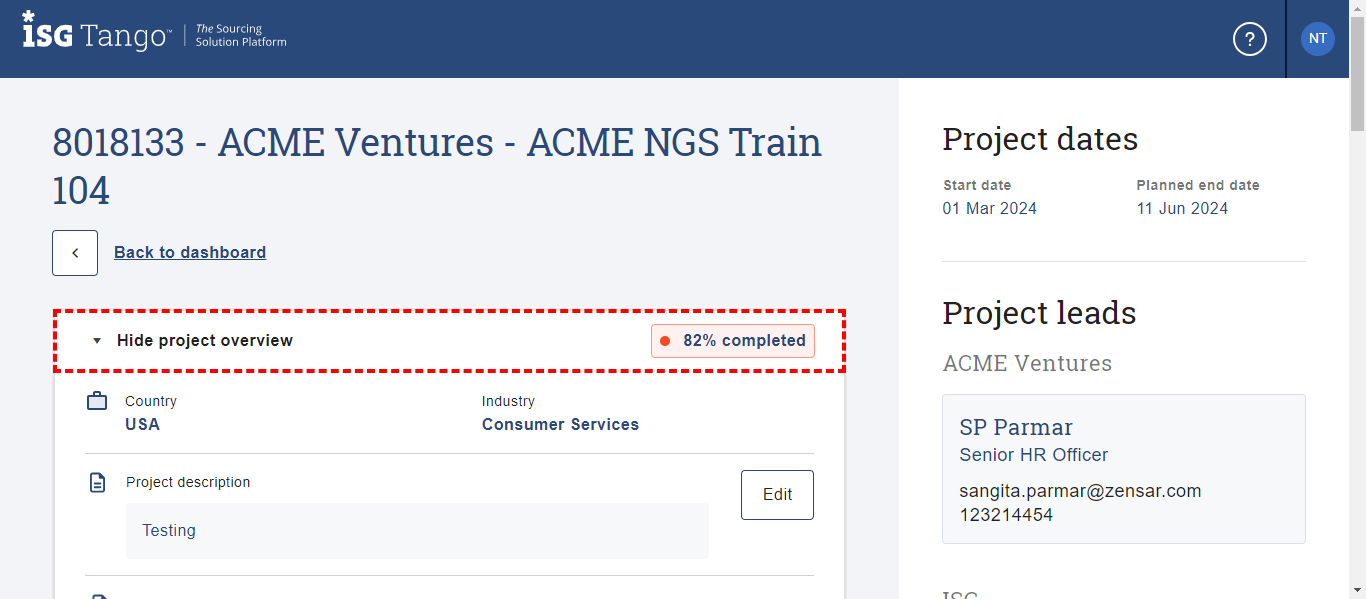 *
ISG Tango™ The Sourcing
Solution Platform
?
NT
8018133 - ACME Ventures - ACME NGS Train
104
Back to dashboard
Hide project overview
82% completed
Country
USA
Industry
Consumer Services
Project description
Testing
Edit
Project dates
Start date
01 Mar 2024
Planned end date
11 Jun 2024
Project leads
ACME Ventures
SP Parmar
Senior HR Officer
sangita.parmar@zensar.com
123214454
ISG